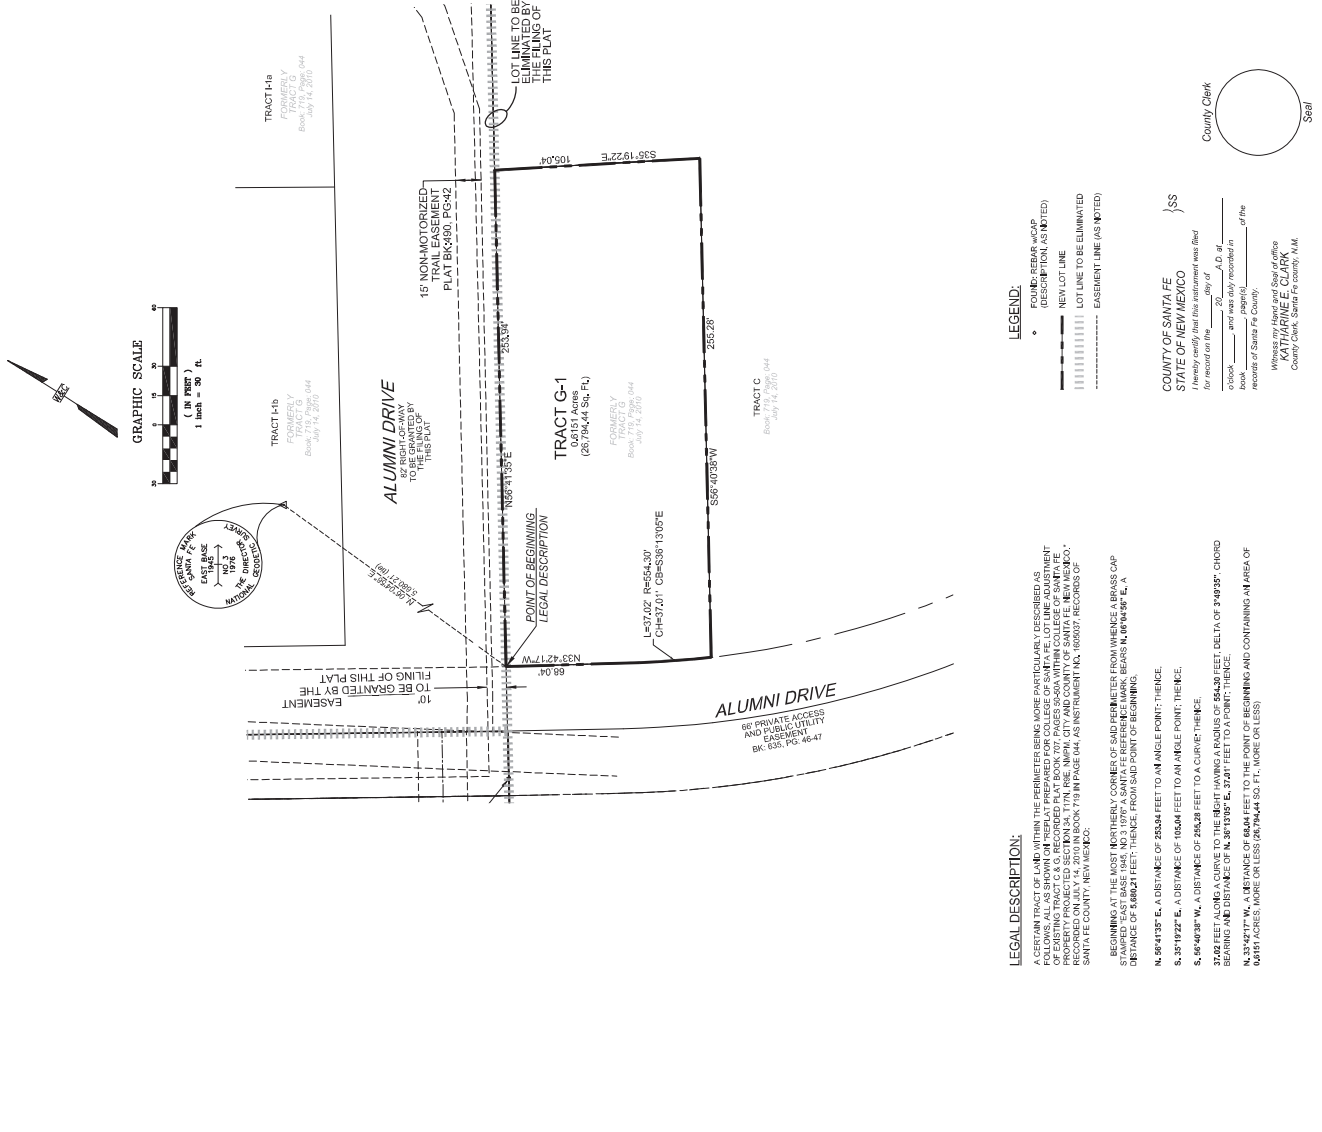 TRACT I-1a
FORMERLY
TRACT G
Book, 719, Page, 044
July 14, 2010
LOT LINE TO BE
ELIMINATED BY
THE FILING OF
THIS PLAT
GRAPHIC SCALE
30 0 15 30 60
( IN FEET )
1 inch = 30 ft.
TRACT I-1b
FORMERLY
TRACT G
Book, 719, Page, 044
July 14, 2010
REFERENCE MARK
SANTA FE
EAST BASE
1945
NO 3
1976
THE DIRECTOR
NATIONAL GEODETIC SURVEY
N 06°04'56" E
5,680.21' (tie)
ALUMNI DRIVE
82' RIGHT-OF-WAY
TO BE GRANTED BY
THE FILING OF
THIS PLAT
15' NON-MOTORIZED
TRAIL EASEMENT
PLAT BK:490, PG:42
253.94'
N56°41'35"E
105.04'
S35°19'22"E
255.28'
S56°40'38"W
TRACT G-1
0.6151 Acres
(26,794.44 Sq. Ft.)
FORMERLY
TRACT G
Book, 719, Page, 044
July 14, 2010
TRACT C
Book, 719, Page, 044
July 14, 2010
POINT OF BEGINNING
LEGAL DESCRIPTION
L=37.02' R=554.30'
CH=37.01' CB=S36°13'05"E
N33°42'17"W
68.04'
10' EASEMENT
TO BE GRANTED BY THE
FILING OF THIS PLAT
ALUMNI DRIVE
66' PRIVATE ACCESS
AND PUBLIC UTILITY
EASEMENT
BK: 635, PG: 46-47
LEGEND:
FOUND: REBAR w/CAP
(DESCRIPTION, AS NOTED)
NEW LOT LINE
LOT LINE TO BE ELIMINATED
EASEMENT LINE (AS NOTED)
COUNTY OF SANTA FE
STATE OF NEW MEXICO
}SS
I hereby certify that this instrument was filed
for record on the ______ day of
______, 20____, A.D. at ______
o'clock ______, and was duly recorded in
book ______, page(s) ______ of the
records of Santa Fe County.
Witness my Hand and Seal of office
KATHARINE E. CLARK
County Clerk, Santa Fe county, N.M.
County Clerk
Seal
LEGAL DESCRIPTION:
A CERTAIN TRACT OF LAND WITHIN THE PERIMETER BEING MORE PARTICULARLY DESCRIBED AS
FOLLOWS, ALL AS SHOWN ON "REPLAT PREPARED FOR COLLEGE OF SANTA FE, LOT LINE ADJUSTMENT
OF EXISTING TRACT C & G, RECORDED PLAT BOOK 707, PAGES 50-50A WITHIN COLLEGE OF SANTA FE
PROPERTY PROJECTED SECTION 34, T17N, R9E, NMPM, CITY AND COUNTY OF SANTA FE, NEW MEXICO,"
RECORDED ON JULY 14, 2010 IN BOOK 719 IN PAGE 044, AS INSTRUMENT NO. 1605037, RECORDS OF
SANTA FE COUNTY, NEW MEXICO:
BEGINNING AT THE MOST NORTHERLY CORNER OF SAID PERIMETER FROM WHENCE A BRASS CAP
STAMPED "EAST BASE 1945, NO 3 1976" A SANTA FE REFERENCE MARK, BEARS N. 06°04'56" E., A
DISTANCE OF 5,680.21 FEET; THENCE, FROM SAID POINT OF BEGINNING,
N. 56°41'35" E., A DISTANCE OF 253.94 FEET TO AN ANGLE POINT; THENCE,
S. 35°19'22" E., A DISTANCE OF 105.04 FEET TO AN ANGLE POINT; THENCE,
S. 56°40'38" W., A DISTANCE OF 255.28 FEET TO A CURVE; THENCE,
37.02 FEET ALONG A CURVE TO THE RIGHT HAVING A RADIUS OF 554.30 FEET, DELTA OF 3°49'35", CHORD
BEARING AND DISTANCE OF N. 36°13'05" E., 37.01' FEET TO A POINT; THENCE,
N. 33°42'17" W., A DISTANCE OF 68.04 FEET TO THE POINT OF BEGINNING AND CONTAINING AN AREA OF
0.6151 ACRES, MORE OR LESS (26,794.44 SQ. FT., MORE OR LESS)